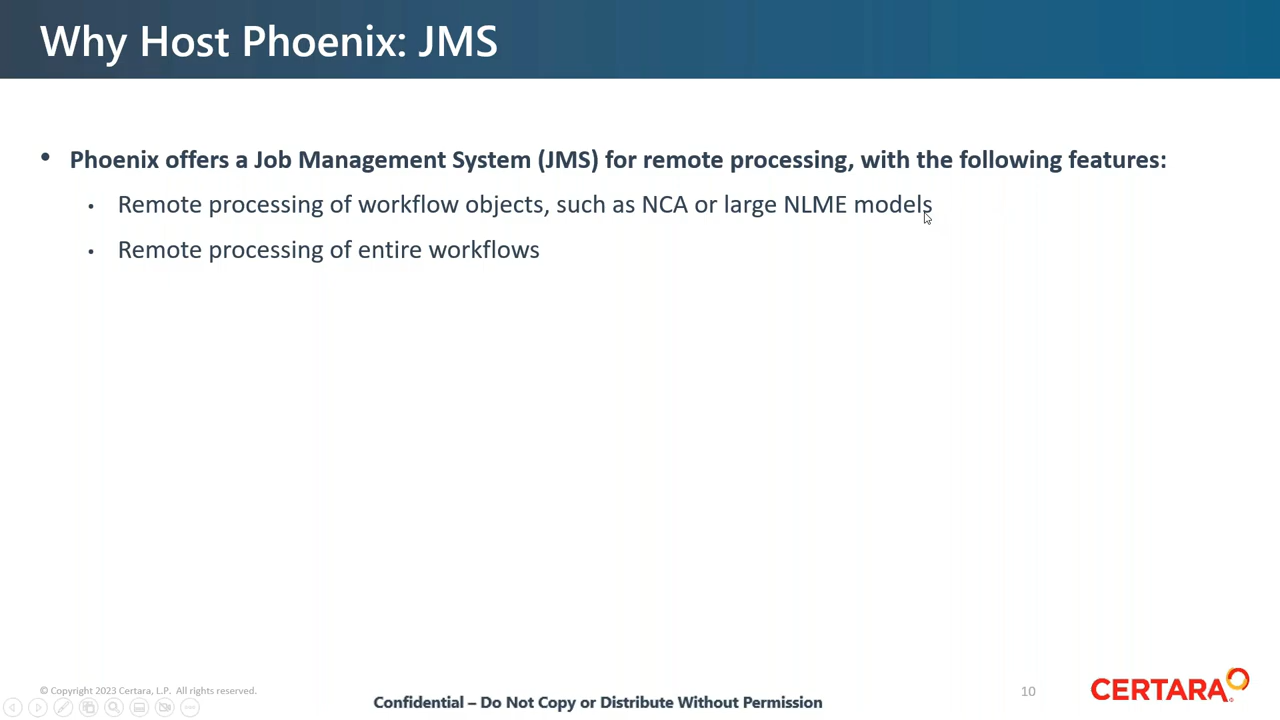 Why Host Phoenix: JMS
• Phoenix offers a Job Management System (JMS) for remote processing, with the following features:
• Remote processing of workflow objects, such as NCA or large NLME models
• Remote processing of entire workflows
© Copyright 2023 Certara, L.P. All rights reserved.
Confidential – Do Not Copy or Distribute Without Permission
10
CERTARA